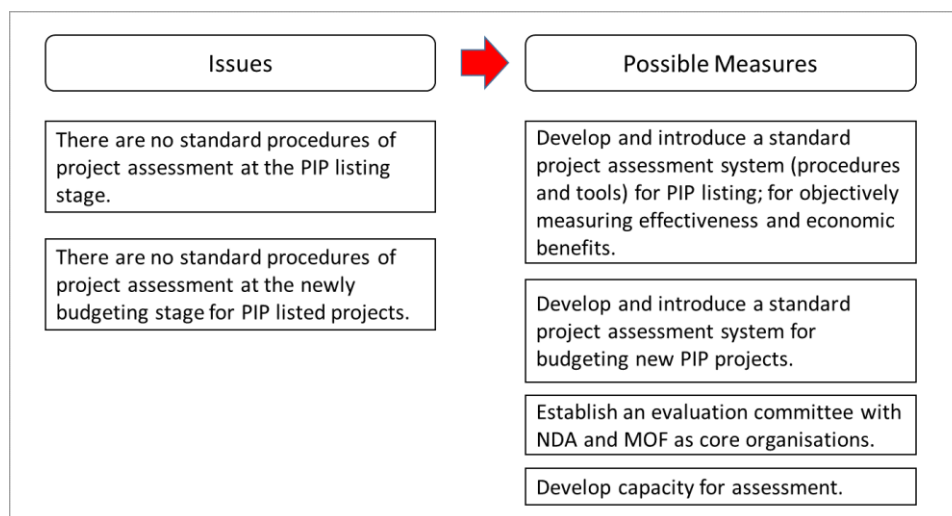 Issues
Possible Measures
There are no standard procedures of
project assessment at the PIP listing
stage.
There are no standard procedures of
project assessment at the newly
budgeting stage for PIP listed projects.
Develop and introduce a standard
project assessment system (procedures
and tools) for PIP listing; for objectively
measuring effectiveness and economic
benefits.
Develop and introduce a standard
project assessment system for
budgeting new PIP projects.
Establish an evaluation committee with
NDA and MOF as core organisations.
Develop capacity for assessment.